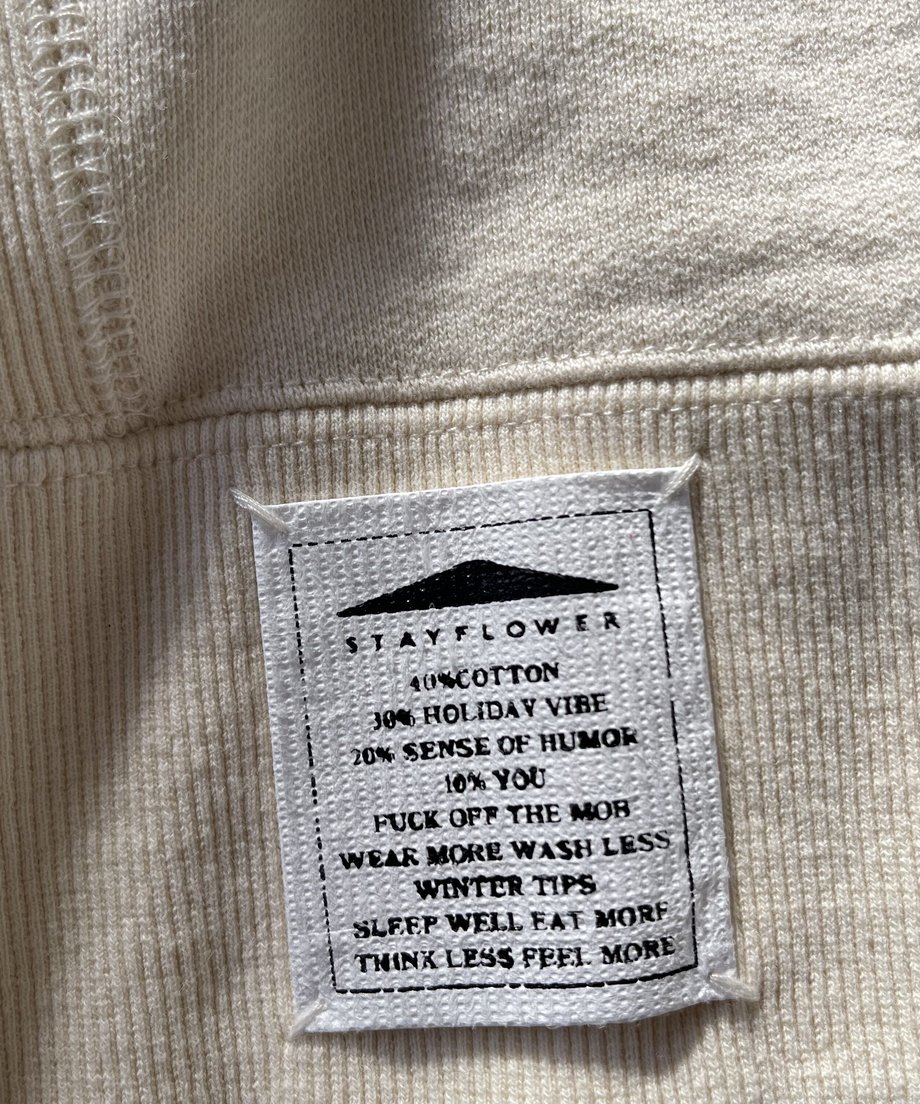 STAYFLOWER
40%COTTON
30% HOLIDAY VIBE
20% SENSE OF HUMOR
10% YOU
FUCK OFF THE MOB
WEAR MORE WASH LESS
WINTER TIPS
SLEEP WELL EAT MORE
THINK LESS FEEL MORE